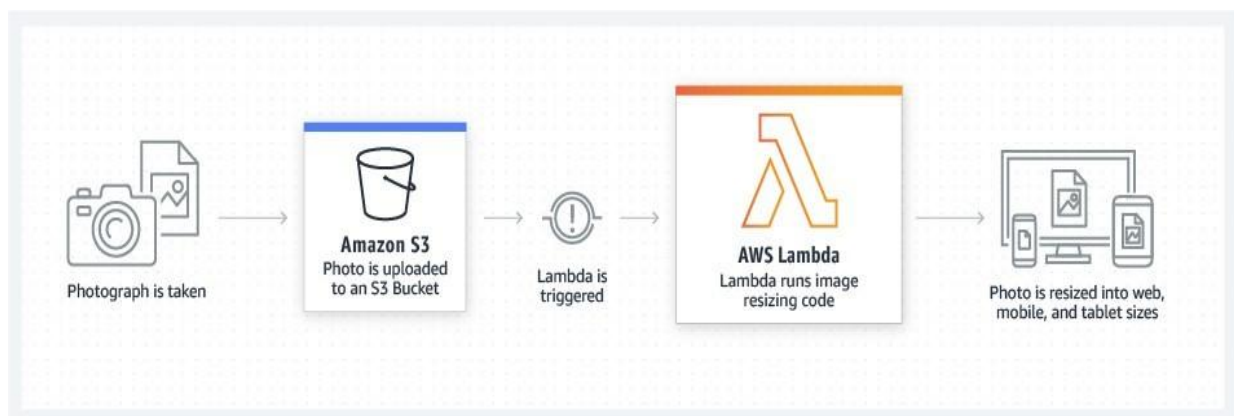 Photograph is taken
Amazon S3
Photo is uploaded
to an S3 Bucket
Lambda is
triggered
AWS Lambda
Lambda runs image
resizing code
Photo is resized into web,
mobile, and tablet sizes